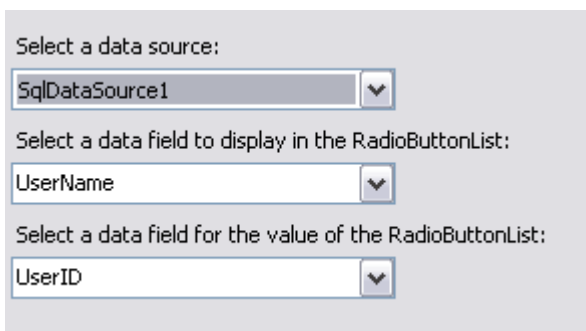 Select a data source:
SqlDataSource1
Select a data field to display in the RadioButtonList:
UserName
Select a data field for the value of the RadioButtonList:
UserID